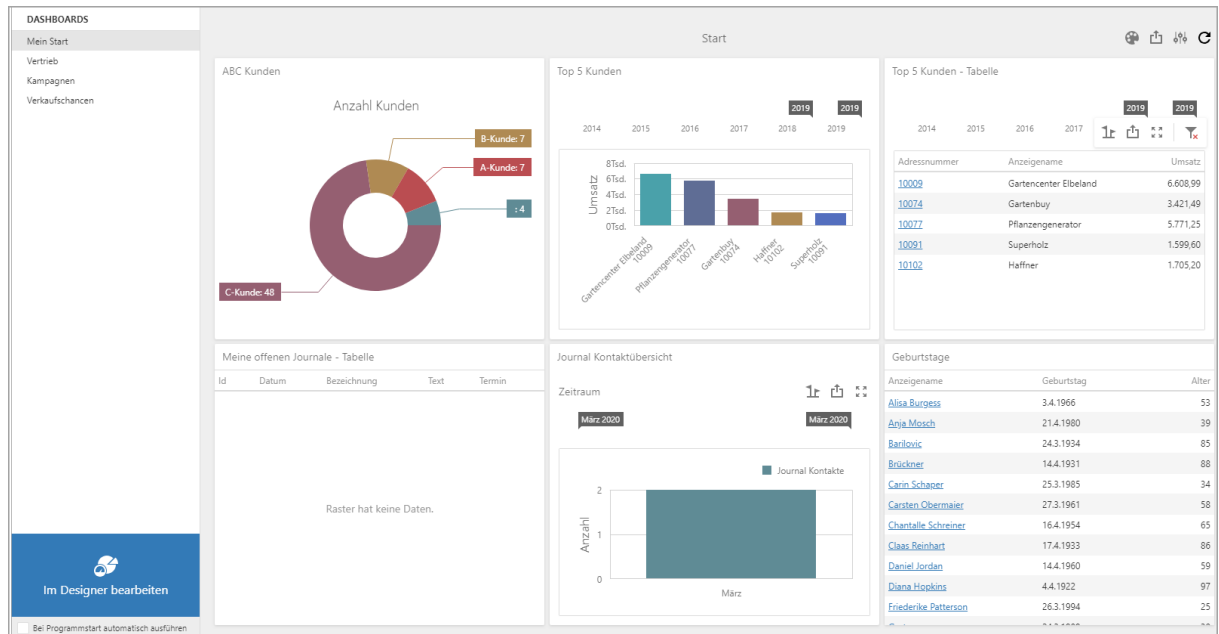 DASHBOARDS
Mein Start
Vertrieb
Kampagnen
Verkaufschancen
Im Designer bearbeiten
Bei Programmstart automatisch ausführen
Start
ABC Kunden
Anzahl Kunden
B-Kunde: 7
A-Kunde: 7
: 4
C-Kunde: 48
Top 5 Kunden
2019 2019
2014 2015 2016 2017 2018 2019
Umsatz
8Tsd.
6Tsd.
4Tsd.
2Tsd.
0Tsd.
Gartencenter Elbeland
10009
Pflanzengenerator
10077
Gartenbuy
10074
Haffner
10102
Superholz
10091
Top 5 Kunden - Tabelle
2019 2019
2014 2015 2016 2017
Adressnummer Anzeigename Umsatz
10009 Gartencenter Elbeland 6.608,99
10074 Gartenbuy 3.421,49
10077 Pflanzengenerator 5.771,25
10091 Superholz 1.599,60
10102 Haffner 1.705,20
Meine offenen Journale - Tabelle
Id Datum Bezeichnung Text Termin
Raster hat keine Daten.
Journal Kontaktübersicht
Zeitraum
März 2020 März 2020
Journal Kontakte
Anzahl
2
1
0
März
Geburtstage
Anzeigename Geburtstag Alter
Alisa Burgess 3.4.1966 53
Anja Mosch 21.4.1980 39
Barilovic 24.3.1934 85
Brückner 14.4.1931 88
Carin Schaper 25.3.1985 34
Carsten Obermaier 27.3.1961 58
Chantalle Schreiner 16.4.1954 65
Claas Reinhart 17.4.1933 86
Daniel Jordan 14.4.1960 59
Diana Hopkins 4.4.1922 97
Friederike Patterson 26.3.1994 25